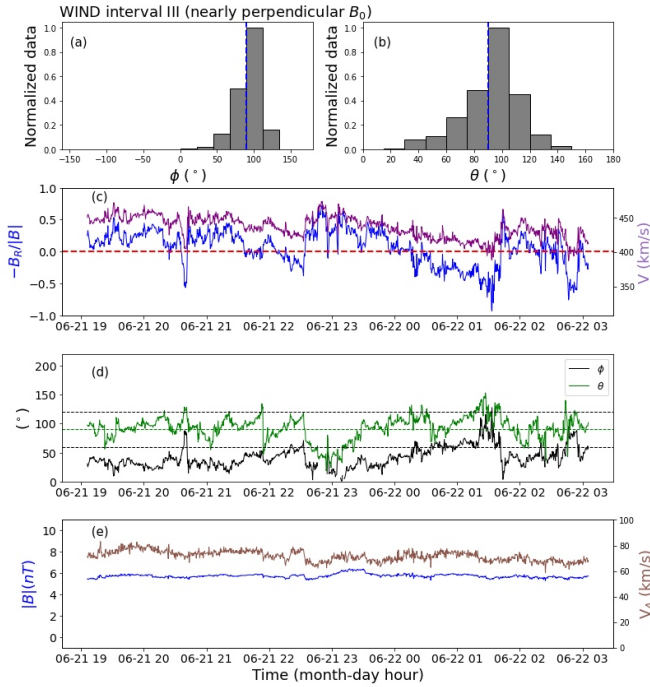 WIND interval III (nearly perpendicular B₀)
Normalized data
1.0
0.8
0.6
0.4
0.2
0.0
(a)
−150 −100 −50 0 50 100 150
ϕ (°)
Normalized data
1.0
0.8
0.6
0.4
0.2
0.0
(b)
0 20 40 60 80 100 120 140 160 180
θ (°)
−B_R/|B|
1.0
0.5
0.0
−0.5
−1.0
(c)
450
400
350
V (km/s)
06-21 19 06-21 20 06-21 21 06-21 22 06-21 23 06-22 00 06-22 01 06-22 02 06-22 03
(°)
200
150
100
50
0
(d)
ϕ
θ
06-21 19 06-21 20 06-21 21 06-21 22 06-21 23 06-22 00 06-22 01 06-22 02 06-22 03
|B|(nT)
10
8
6
4
2
0
(e)
100
80
60
40
20
0
V_A (km/s)
06-21 19 06-21 20 06-21 21 06-21 22 06-21 23 06-22 00 06-22 01 06-22 02 06-22 03
Time (month-day hour)